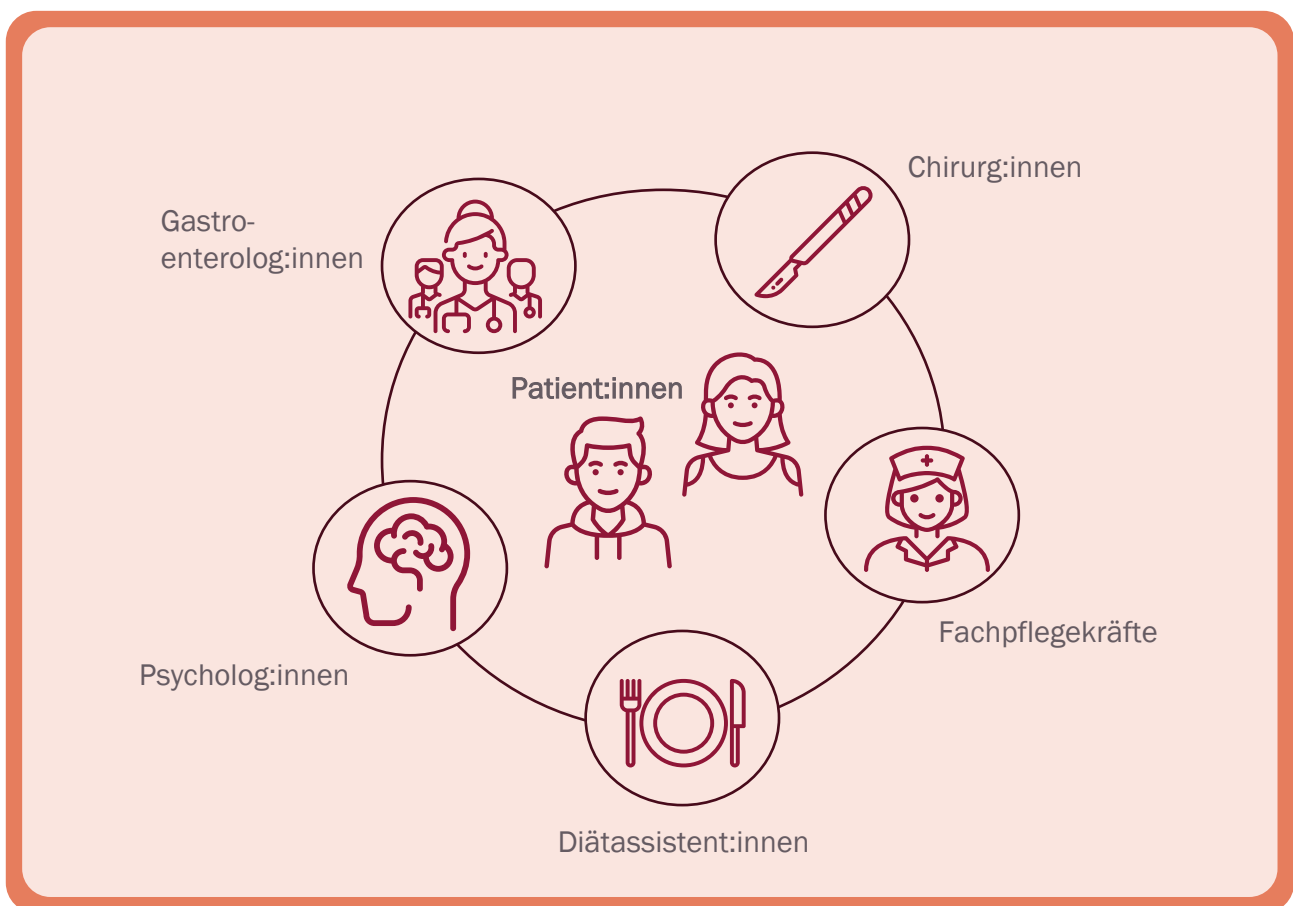 Chirurg:innen
Gastro-
enterolog:innen
Patient:innen
Fachpflegekräfte
Psycholog:innen
Diätassistent:innen